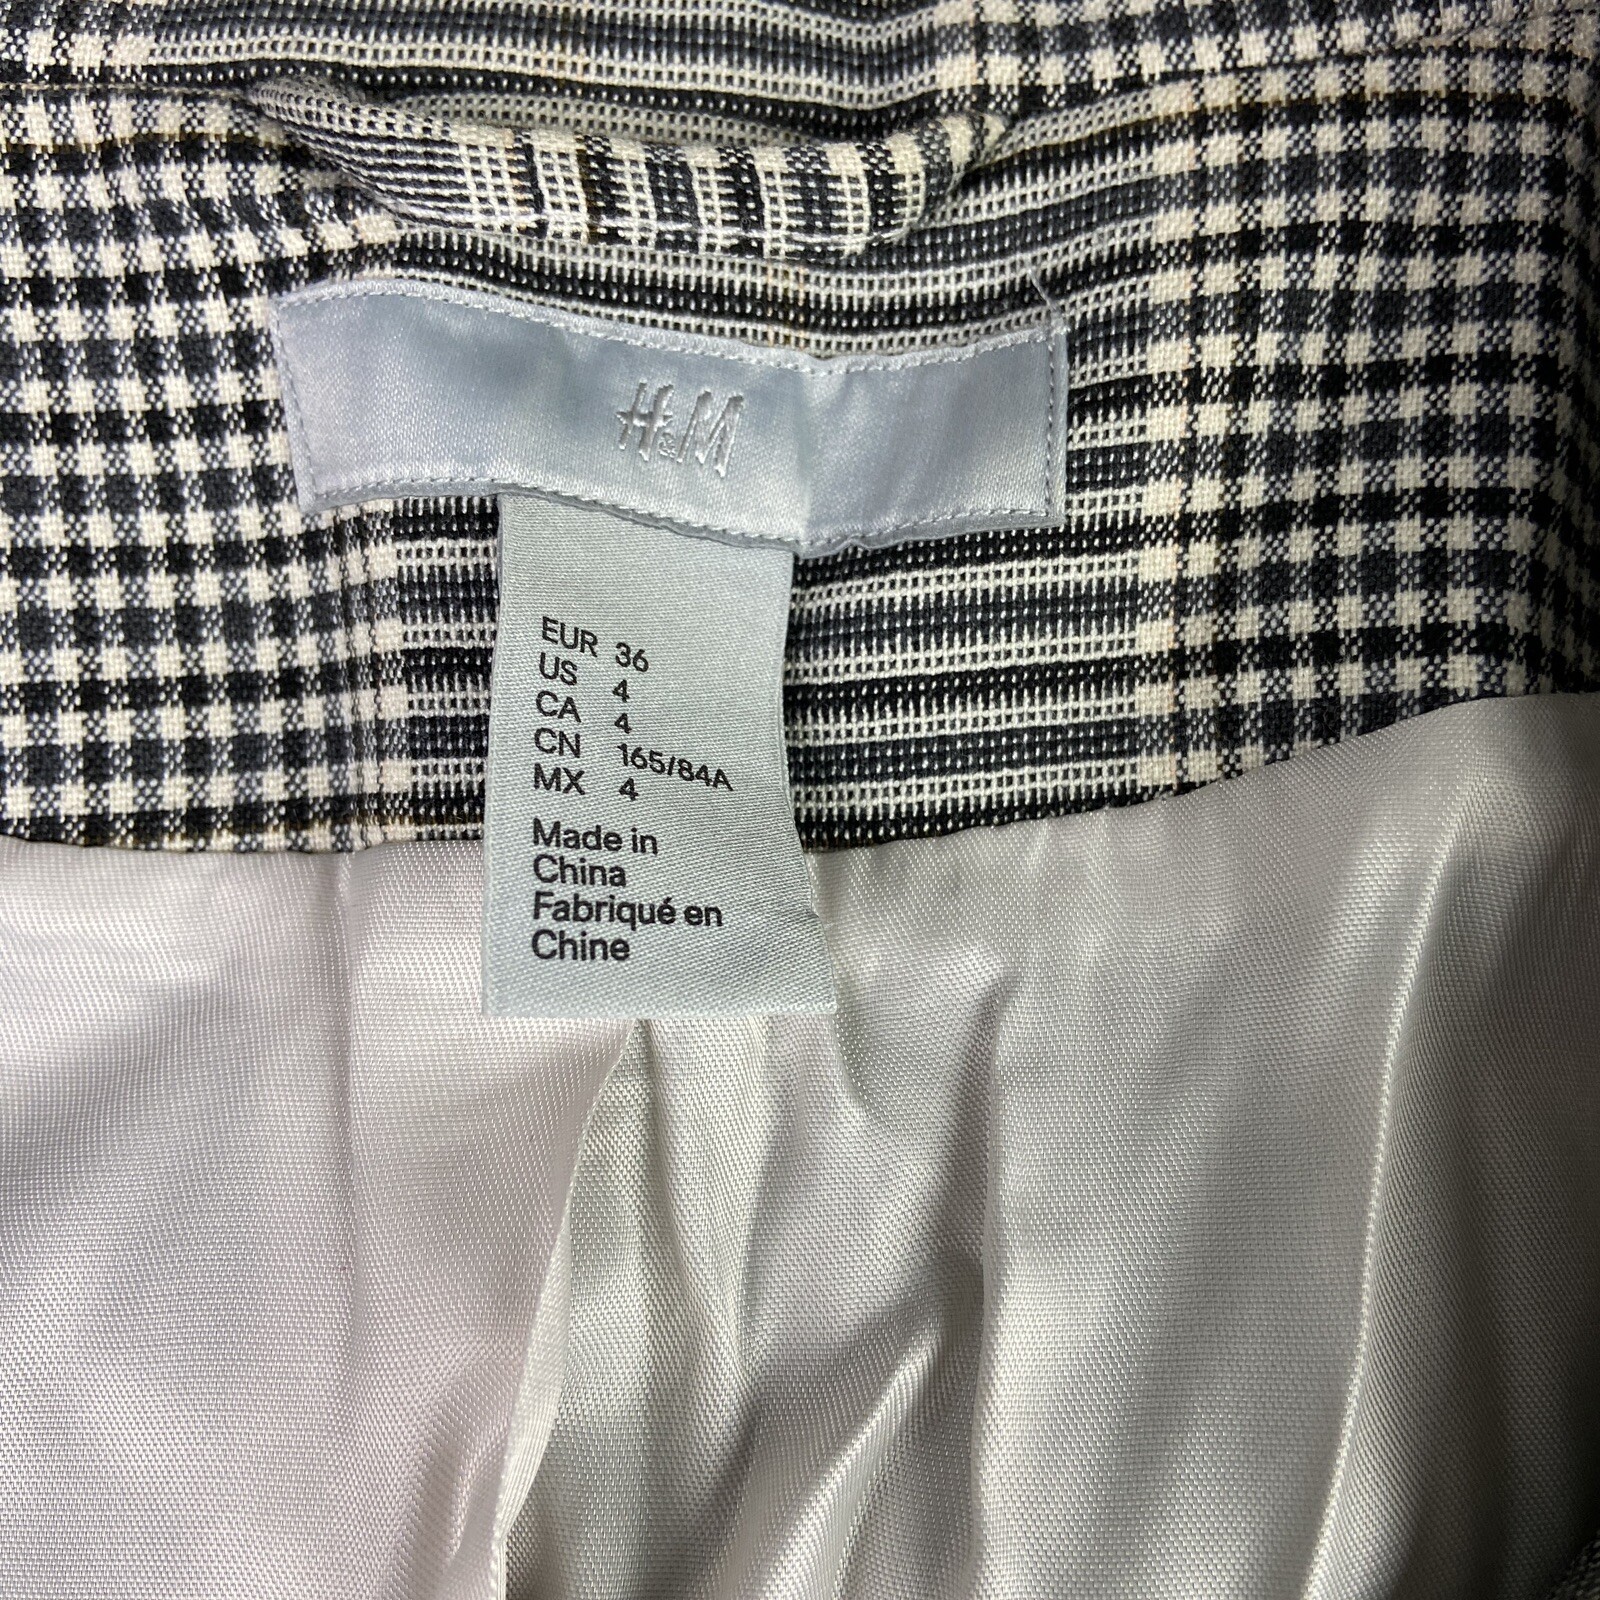 H&M
EUR 36
US 4
CA 4
CN 165/84A
MX 4
Made in
China
Fabriqué en
Chine